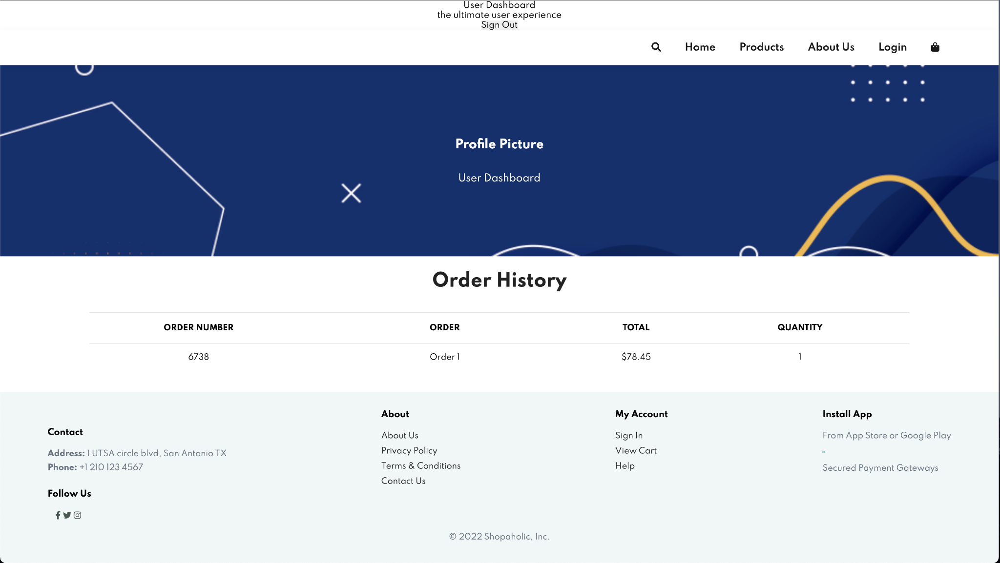 User Dashboard
the ultimate user experience
Sign Out
Home Products About Us Login
Profile Picture
User Dashboard
Order History
ORDER NUMBER ORDER TOTAL QUANTITY
6738 Order 1 $78.45 1
Contact
Address: 1 UTSA circle blvd, San Antonio TX
Phone: +1 210 123 4567
Follow Us
About
About Us
Privacy Policy
Terms & Conditions
Contact Us
My Account
Sign In
View Cart
Help
Install App
From App Store or Google Play
Secured Payment Gateways
© 2022 Shopaholic, Inc.